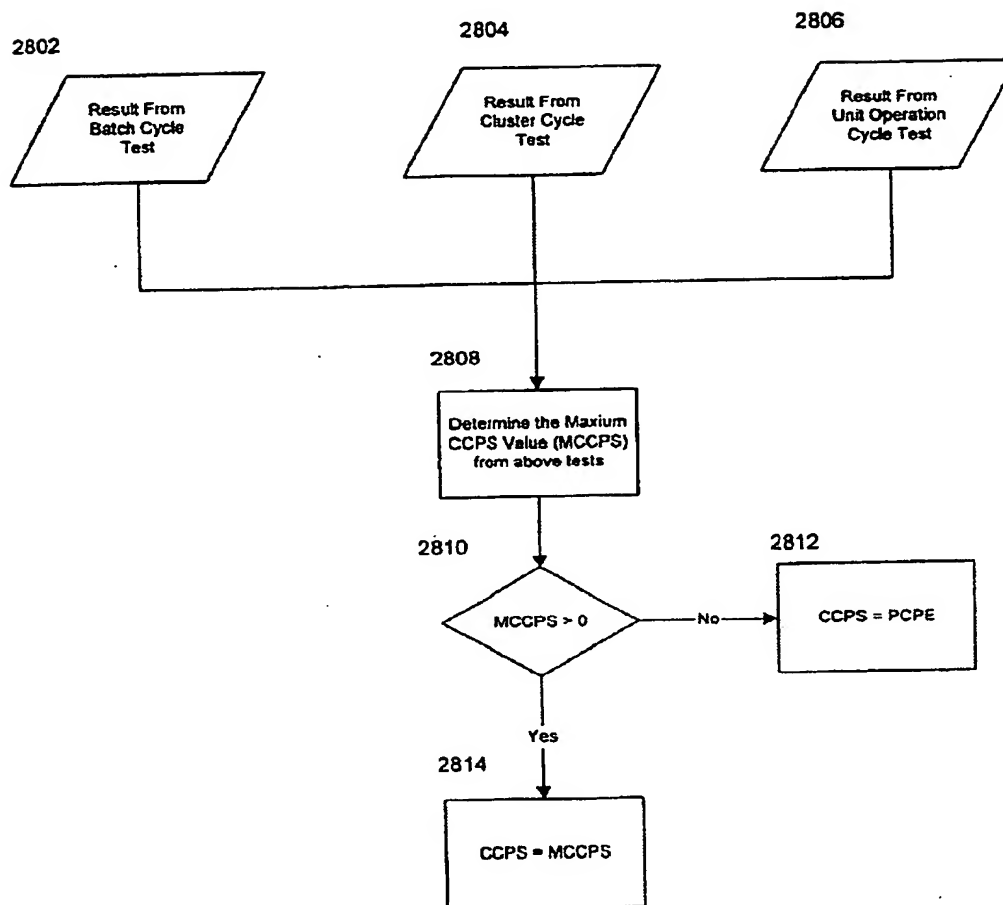 2802
2804
2806
Result From
Batch Cycle
Test
Result From
Cluster Cycle
Test
Result From
Unit Operation
Cycle Test
2808
Determine the Maxium
CCPS Value (MCCPS)
from above tests
2810
2812
MCCPS > 0
No
CCPS = PCPE
Yes
2814
CCPS = MCCPS